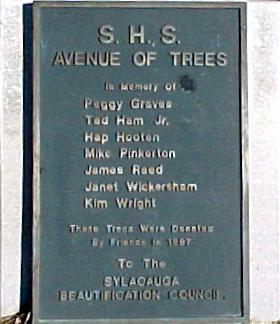 S. H. S.
AVENUE OF TREES
In Memory of
Peggy Graves
Ted Ham Jr.
Hap Hooten
Mike Pinkerton
James Reed
Janet Wickersham
Kim Wright
These Trees Were Donated
By Friends in 1987
To The
SYLACAUGA
BEAUTIFICATION COUNCIL